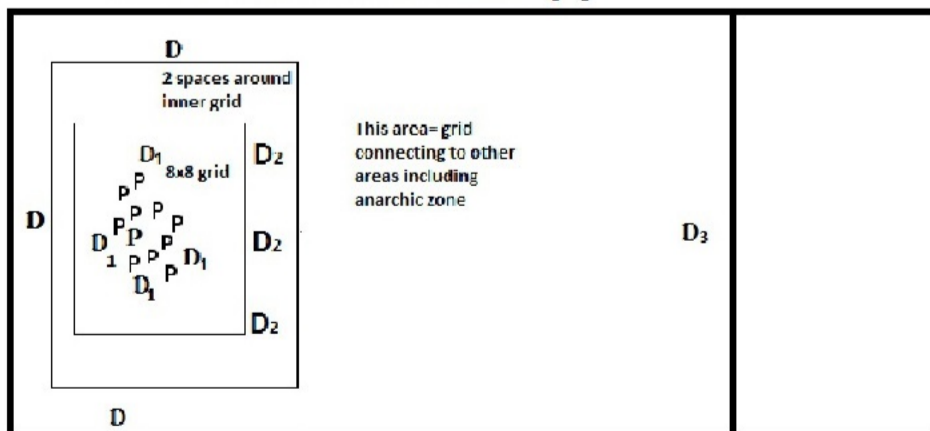 D
2 spaces around
inner grid
This area= grid
connecting to other
areas including
anarchic zone
D1 8x8 grid
D2
P
P
P P
D P P D2 D3
P
D
1 P P D1
P
D1
D2
D